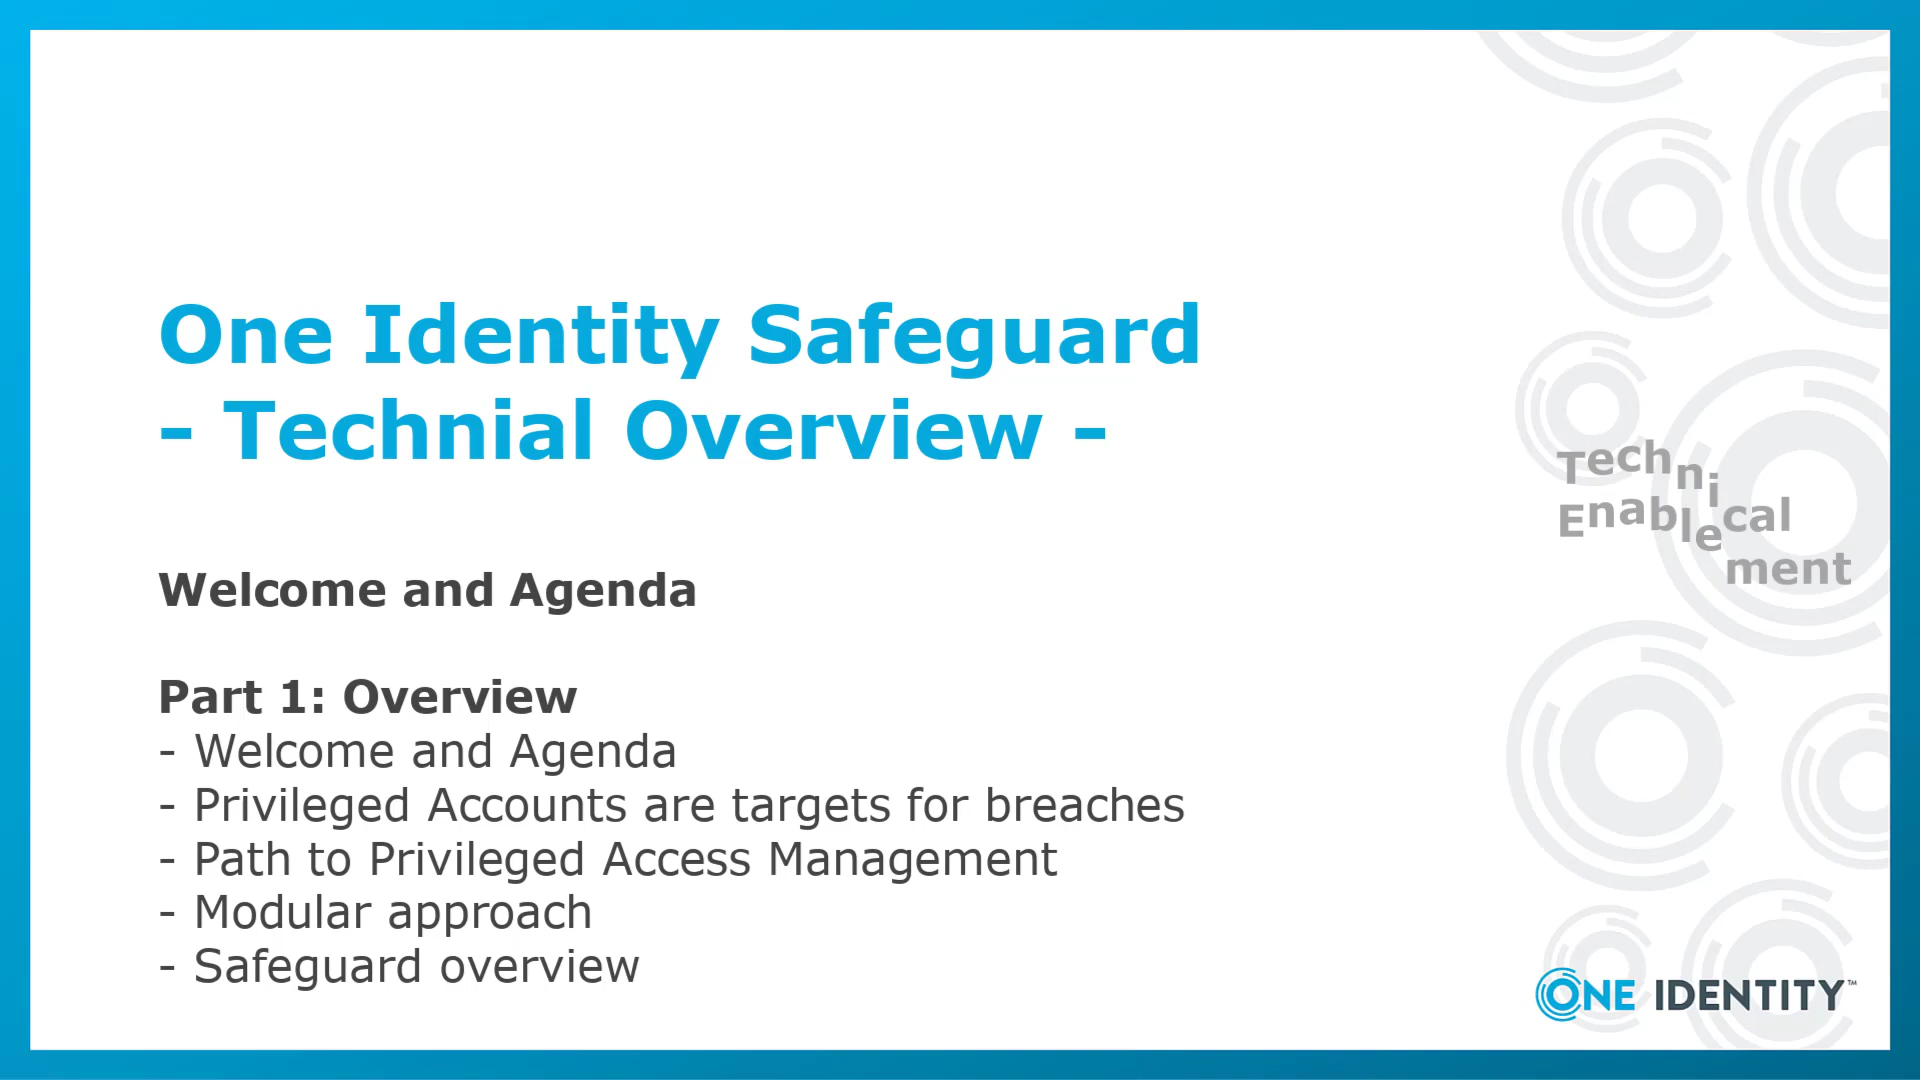 One Identity Safeguard
- Technial Overview -
Welcome and Agenda
Part 1: Overview
- Welcome and Agenda
- Privileged Accounts are targets for breaches
- Path to Privileged Access Management
- Modular approach
- Safeguard overview
Technical
Enablement
ONE IDENTITY™